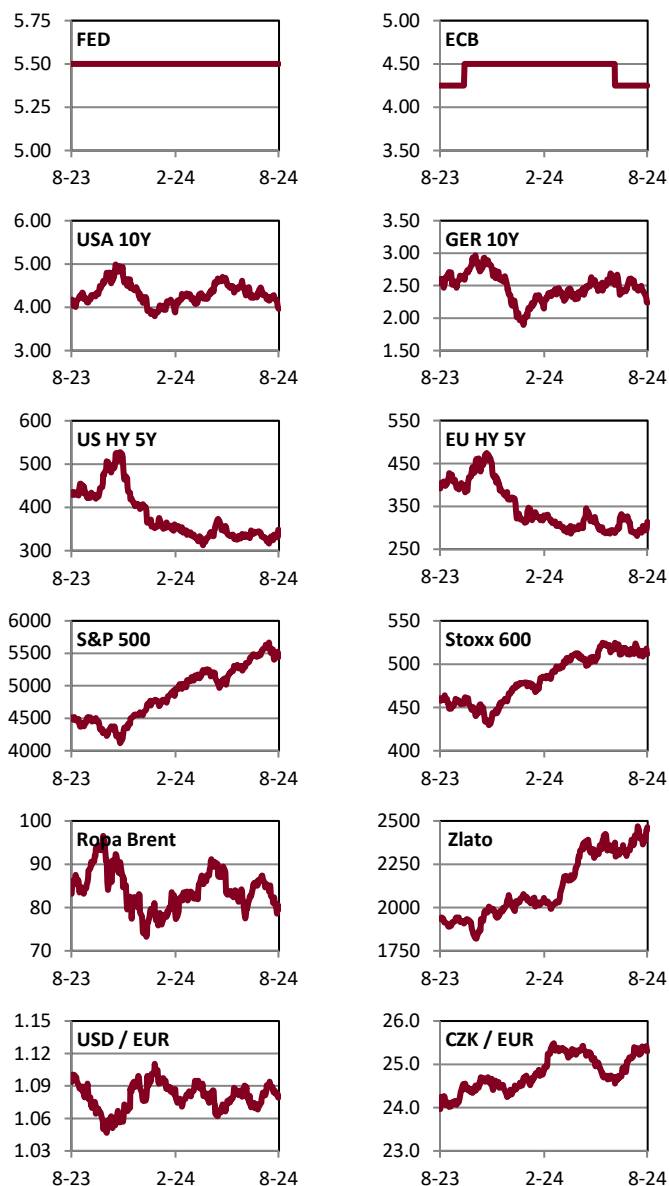 FED
5.75
5.50
5.25
5.00
8-23 2-24 8-24
ECB
5.00
4.50
4.00
3.50
8-23 2-24 8-24
USA 10Y
6.00
5.00
4.00
3.00
8-23 2-24 8-24
GER 10Y
3.50
3.00
2.50
2.00
1.50
8-23 2-24 8-24
US HY 5Y
600
500
400
300
8-23 2-24 8-24
EU HY 5Y
550
450
350
250
8-23 2-24 8-24
S&P 500
6000
5500
5000
4500
4000
8-23 2-24 8-24
Stoxx 600
550
500
450
400
8-23 2-24 8-24
Ropa Brent
100
90
80
70
8-23 2-24 8-24
Zlato
2500
2250
2000
1750
8-23 2-24 8-24
USD / EUR
1.15
1.12
1.09
1.06
1.03
8-23 2-24 8-24
CZK / EUR
26.0
25.0
24.0
23.0
8-23 2-24 8-24